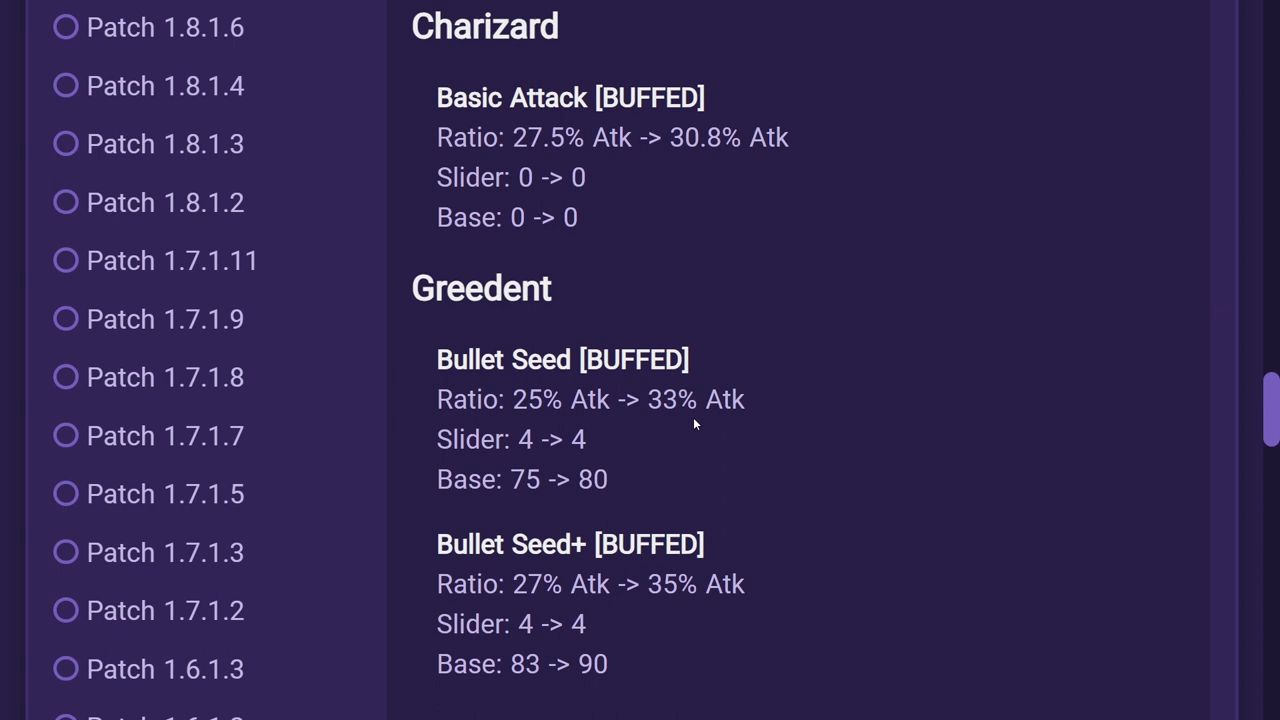 Patch 1.8.1.6
Patch 1.8.1.4
Patch 1.8.1.3
Patch 1.8.1.2
Patch 1.7.1.11
Patch 1.7.1.9
Patch 1.7.1.8
Patch 1.7.1.7
Patch 1.7.1.5
Patch 1.7.1.3
Patch 1.7.1.2
Patch 1.6.1.3
Charizard
Basic Attack [BUFFED]
Ratio: 27.5% Atk -> 30.8% Atk
Slider: 0 -> 0
Base: 0 -> 0
Greedent
Bullet Seed [BUFFED]
Ratio: 25% Atk -> 33% Atk
Slider: 4 -> 4
Base: 75 -> 80
Bullet Seed+ [BUFFED]
Ratio: 27% Atk -> 35% Atk
Slider: 4 -> 4
Base: 83 -> 90